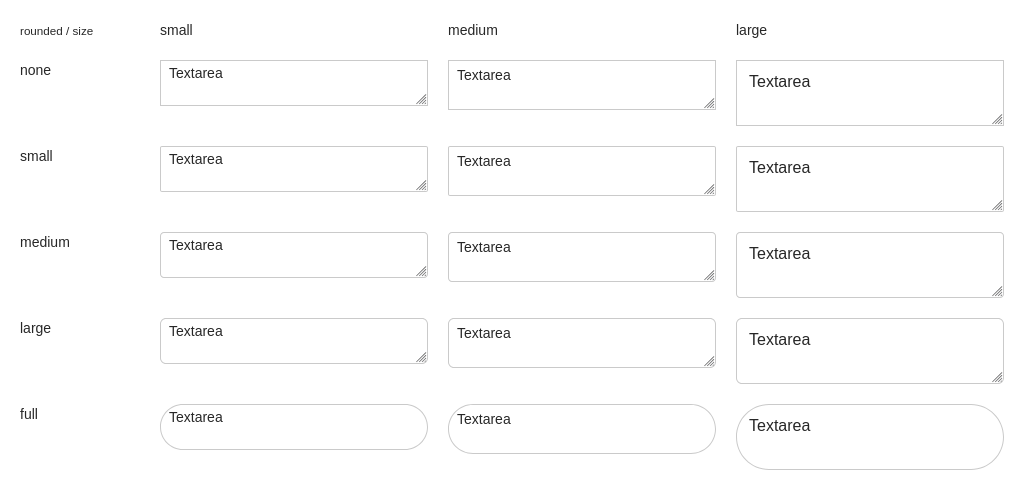 rounded / size small medium large
none Textarea Textarea Textarea
small Textarea Textarea Textarea
medium Textarea Textarea Textarea
large Textarea Textarea Textarea
full Textarea Textarea Textarea